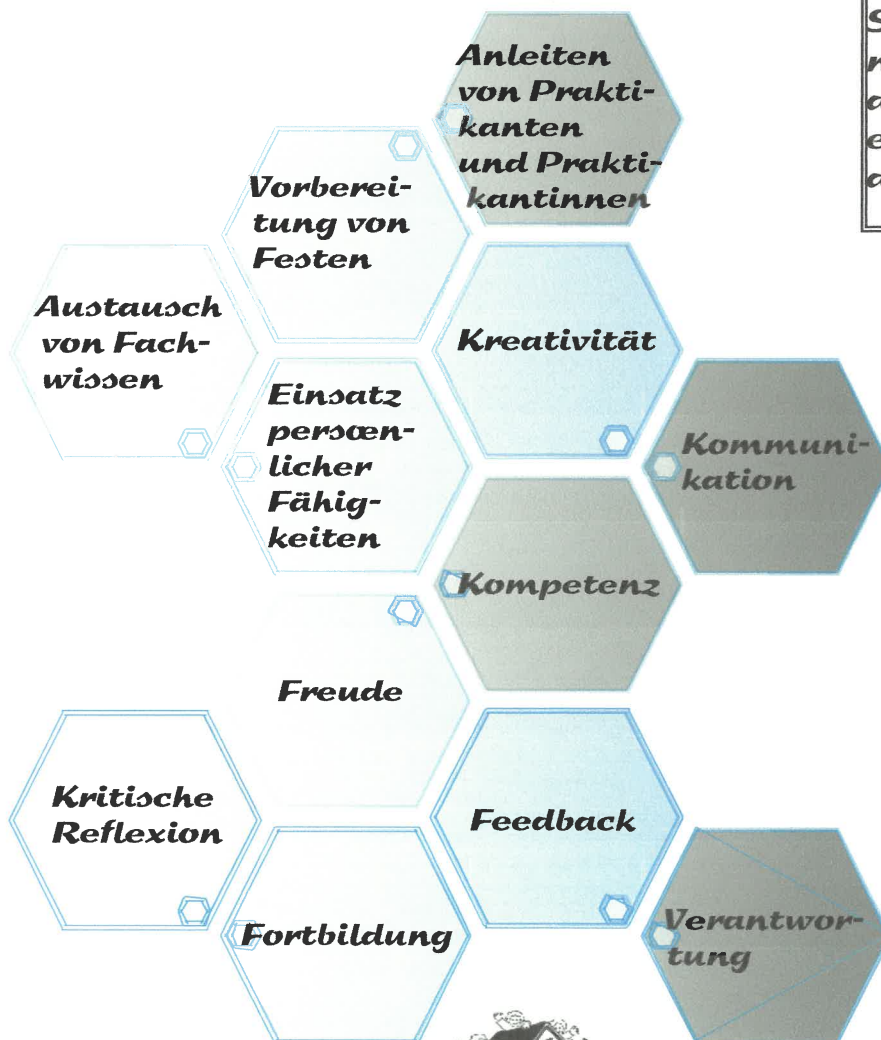 Anleiten
von Prakti-
kanten
und Prakti-
kantinnen
Vorberei-
tung von
Festen
Austausch
von Fach-
wissen
Kreativität
Einsatz
persœn-
licher
Fähig-
keiten
Kommuni-
kation
Kompetenz
Freude
Kritische
Reflexion
Feedback
Fortbildung
Verantwor-
tung